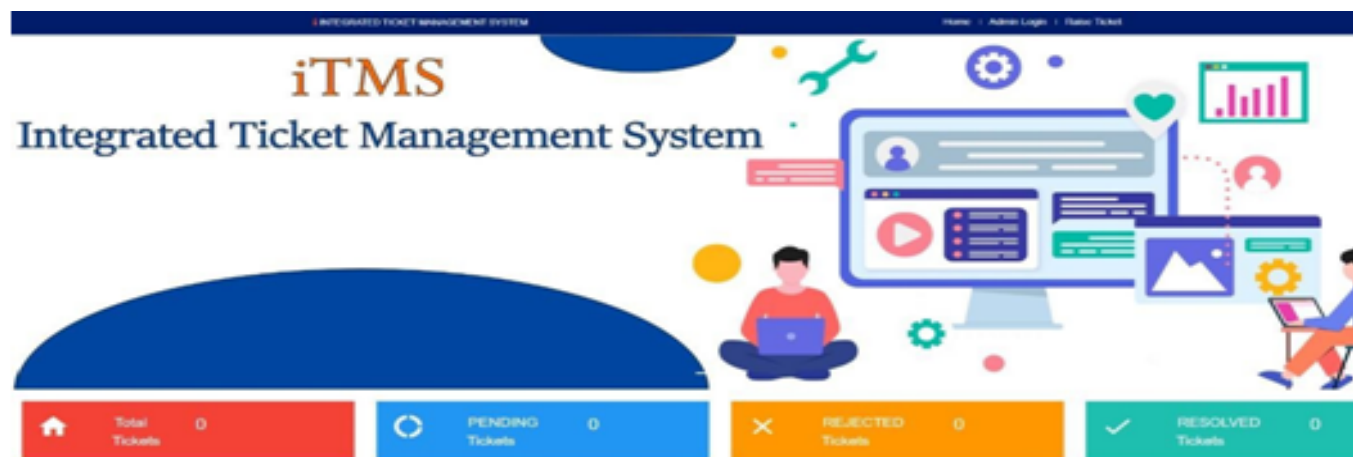 INTEGRATED TICKET MANAGEMENT SYSTEM
Home
Admin Login
Raise Ticket
iTMS
Integrated Ticket Management System
Total 0
Tickets
PENDING 0
Tickets
REJECTED 0
Tickets
RESOLVED 0
Tickets